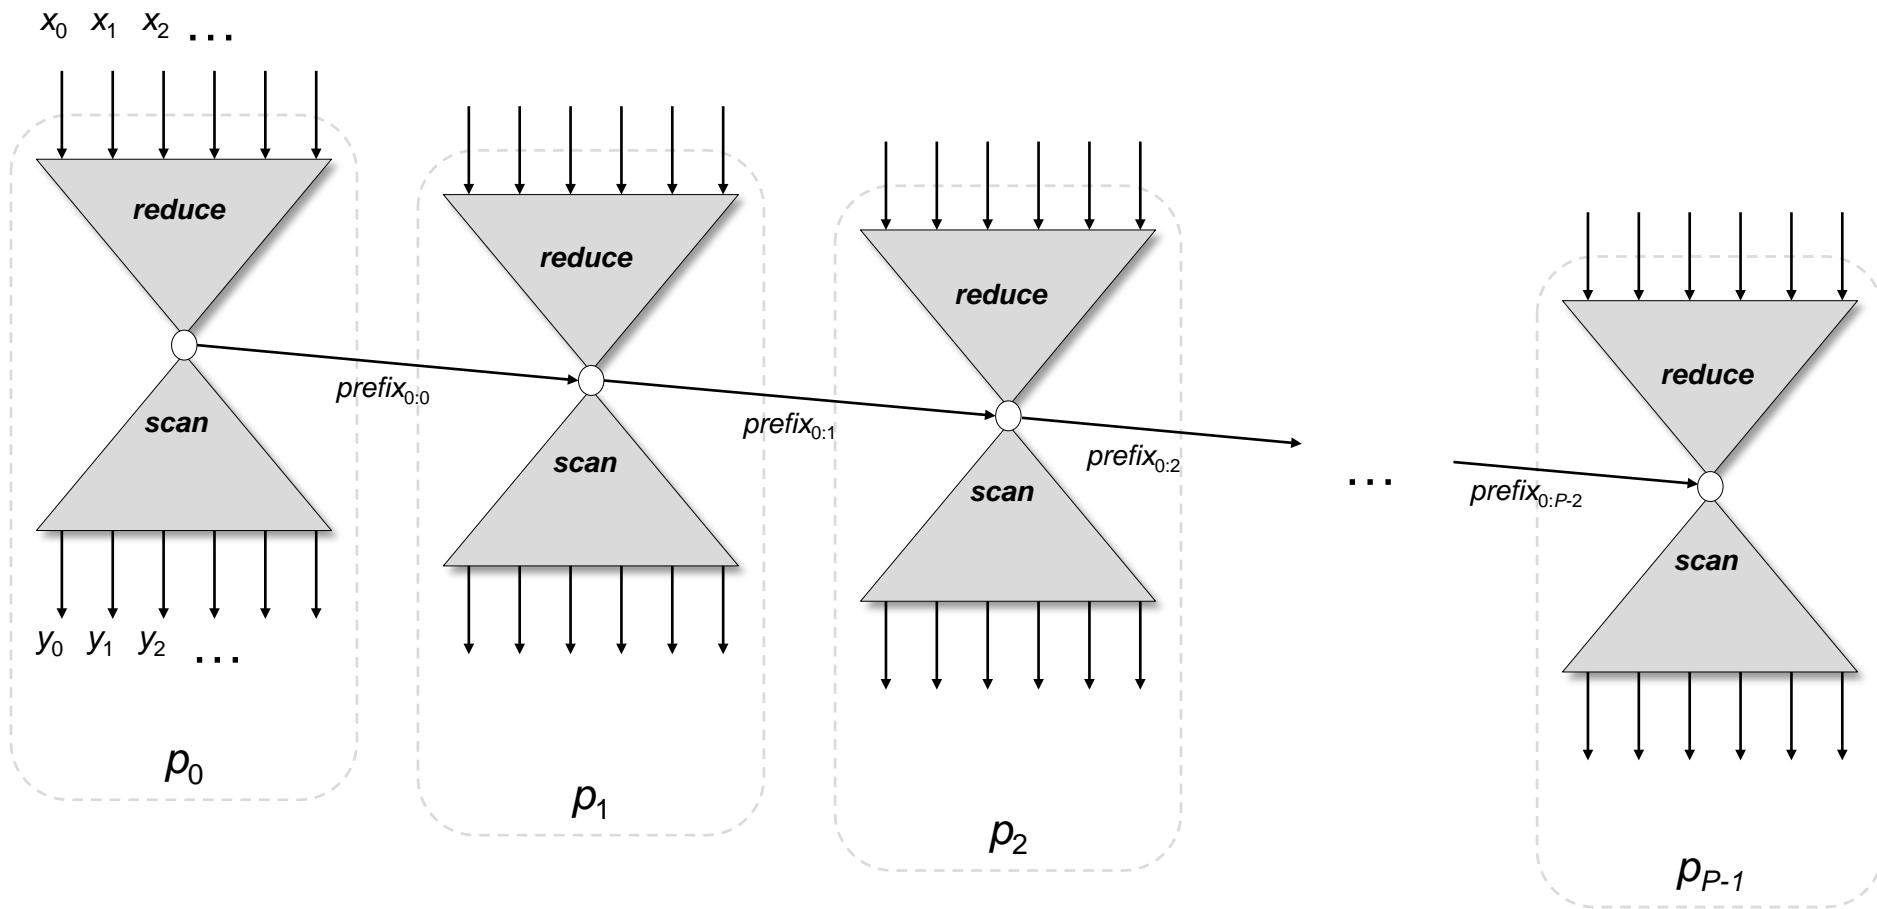 x₀ x₁ x₂ ...
reduce
reduce
reduce
reduce
prefix₀:₀
prefix₀:₁
prefix₀:₂
...
prefix₀:P-2
scan
scan
scan
scan
y₀ y₁ y₂ ...
p₀
p₁
p₂
pP-1